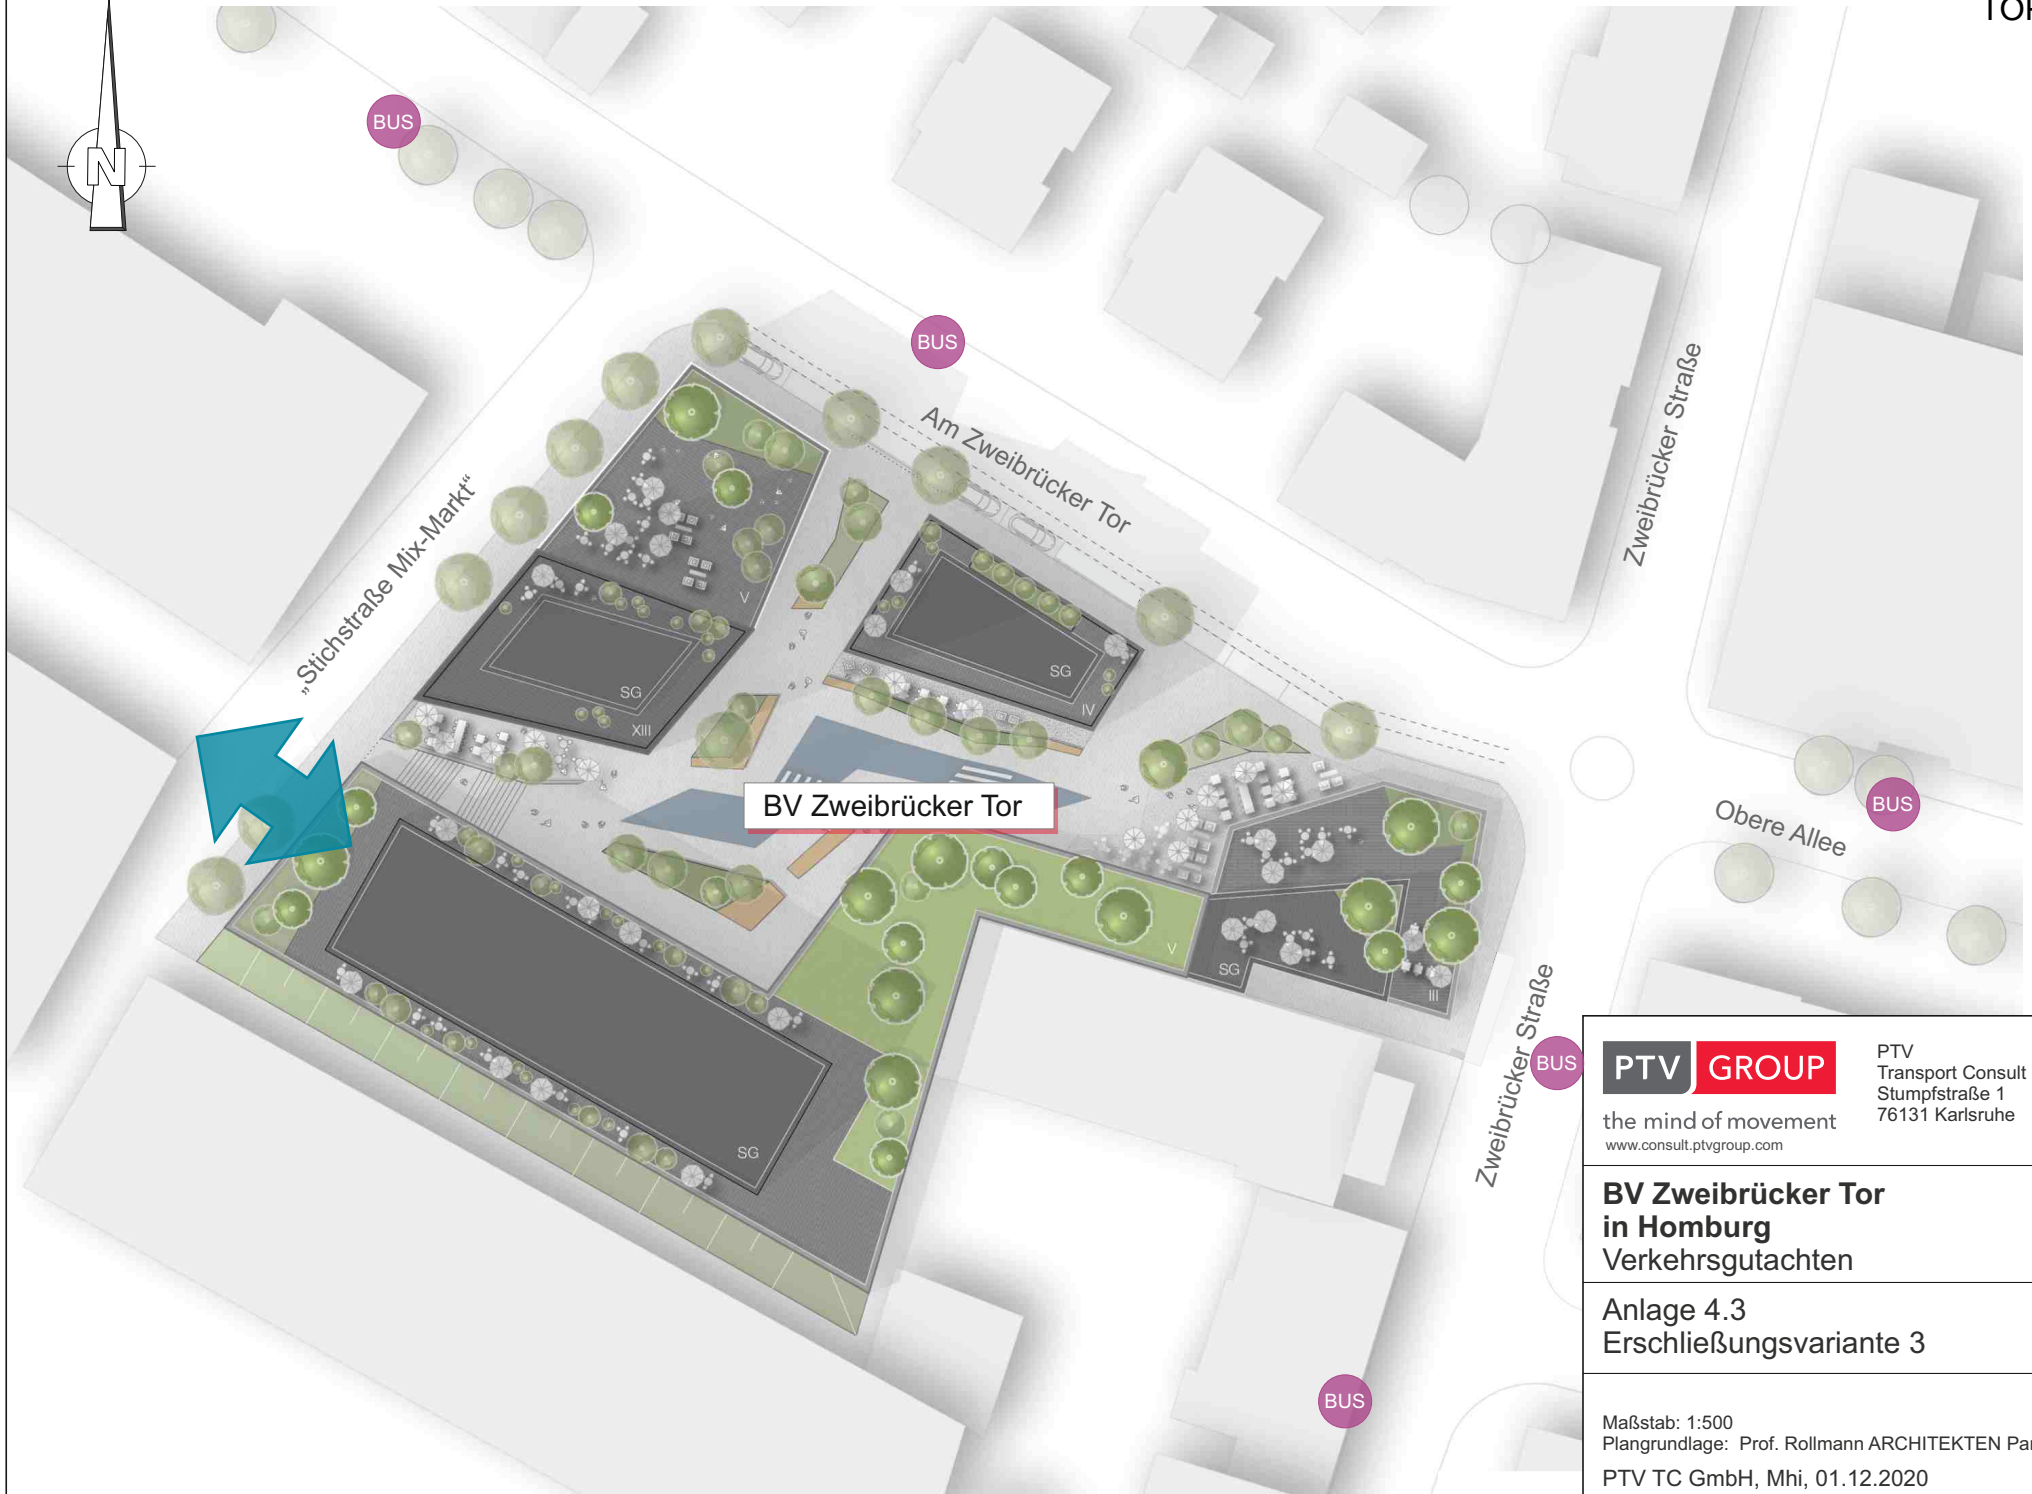 TOP
N
BUS
BUS
Am Zweibrücker Tor
Zweibrücker Straße
„Stichstraße Mix-Markt“
V
SG
XIII
SG
IV
BV Zweibrücker Tor
Obere Allee
BUS
V
SG
III
SG
Zweibrücker Straße
BUS
BUS
PTV GROUP
the mind of movement
www.consult.ptvgroup.com
PTV
Transport Consult
Stumpfstraße 1
76131 Karlsruhe
BV Zweibrücker Tor
in Homburg
Verkehrsgutachten
Anlage 4.3
Erschließungsvariante 3
Maßstab: 1:500
Plangrundlage: Prof. Rollmann ARCHITEKTEN Par
PTV TC GmbH, Mhi, 01.12.2020